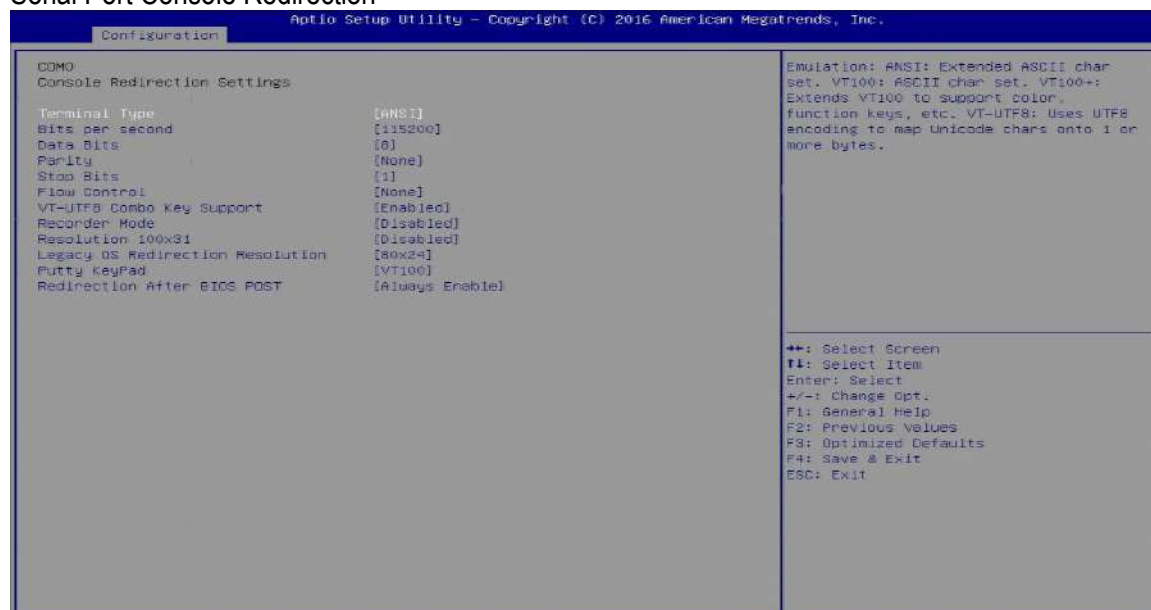 Serial Port Console Redirection
Aptio Setup Utility – Copyright (C) 2016 American Megatrends, Inc.
Configuration
COM0
Console Redirection Settings
Terminal Type [ANSI]
Bits per second [115200]
Data Bits [8]
Parity [None]
Stop Bits [1]
Flow Control [None]
VT-UTF8 Combo Key Support [Enabled]
Recorder Mode [Disabled]
Resolution 100x31 [Disabled]
Legacy OS Redirection Resolution [80x24]
Putty KeyPad [VT100]
Redirection After BIOS POST [Always Enable]
Emulation: ANSI: Extended ASCII char
set. VT100: ASCII char set. VT100+:
Extends VT100 to support color,
function keys, etc. VT-UTF8: Uses UTF8
encoding to map Unicode chars onto 1 or
more bytes.
→←: Select Screen
↑↓: Select Item
Enter: Select
+/-: Change Opt.
F1: General Help
F2: Previous Values
F3: Optimized Defaults
F4: Save & Exit
ESC: Exit